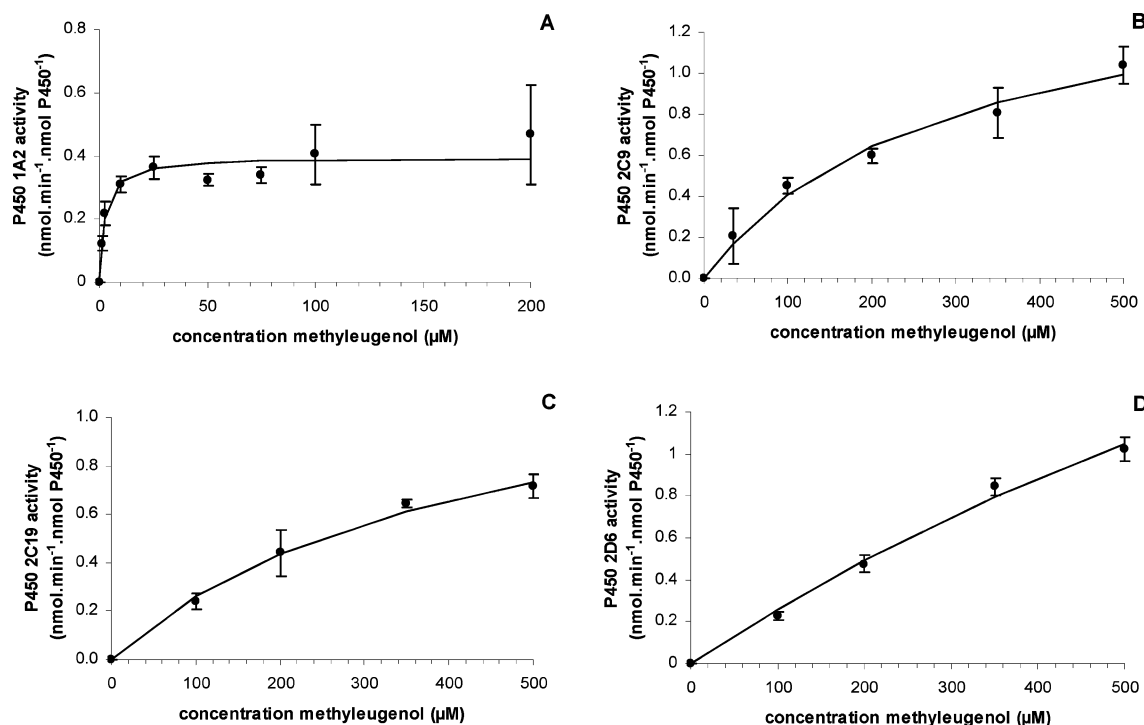 A
P450 1A2 activity
(nmol.min-1.nmol P450-1)
0.8
0.6
0.4
0.2
0
0 50 100 150 200
concentration methyleugenol (µM)
B
P450 2C9 activity
(nmol.min-1.nmol P450-1)
1.2
1.0
0.8
0.6
0.4
0.2
0.0
0 100 200 300 400 500
concentration methyleugenol (µM)
C
P450 2C19 activity
(nmol.min-1.nmol P450-1)
1.0
0.8
0.6
0.4
0.2
0.0
0 100 200 300 400 500
concentration methyleugenol (µM)
D
P450 2D6 activity
(nmol.min-1.nmol P450-1)
1.2
1
0.8
0.6
0.4
0.2
0
0 100 200 300 400 500
concentration methyleugenol (µM)